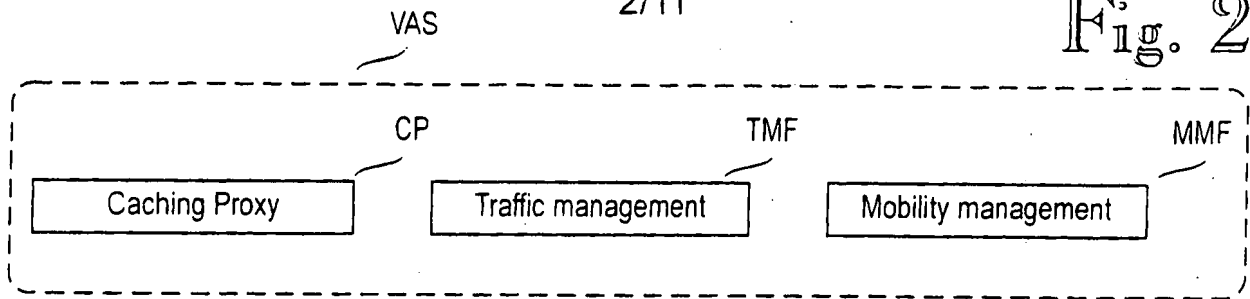 2/11
Fig. 2
VAS
CP
TMF
MMF
Caching Proxy
Traffic management
Mobility management